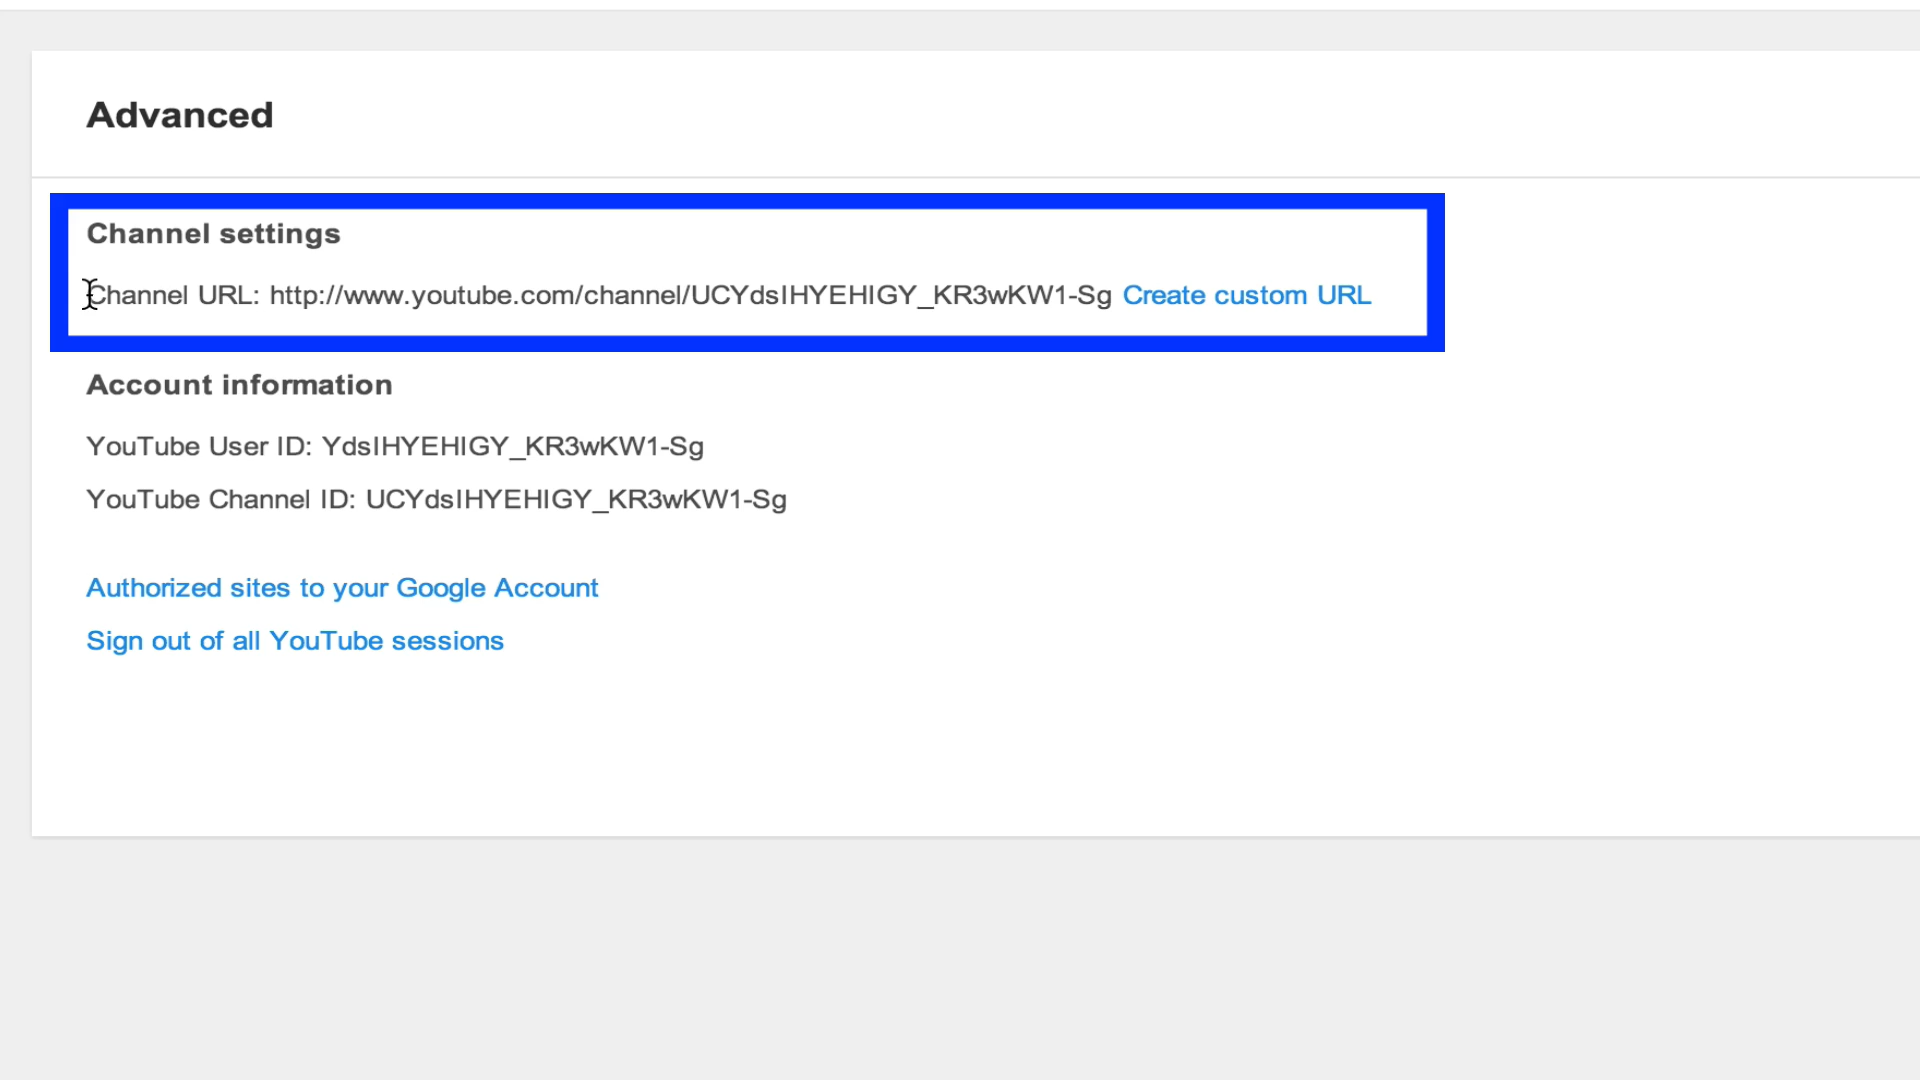 Advanced
Channel settings
Channel URL: http://www.youtube.com/channel/UCYdsIHYEHIGY_KR3wKW1-Sg Create custom URL
Account information
YouTube User ID: YdsIHYEHIGY_KR3wKW1-Sg
YouTube Channel ID: UCYdsIHYEHIGY_KR3wKW1-Sg
Authorized sites to your Google Account
Sign out of all YouTube sessions